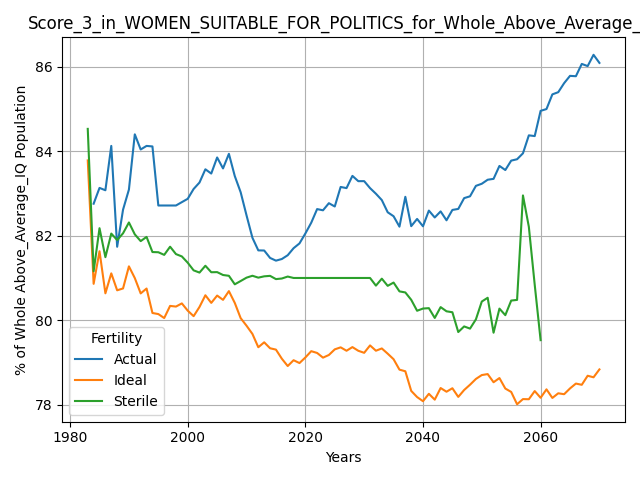 Score_3_in_WOMEN_SUITABLE_FOR_POLITICS_for_Whole_Above_Average_
% of Whole Above_Average_IQ Population
86
84
82
80
78
Fertility
Actual
Ideal
Sterile
1980
2000
2020
2040
2060
Years